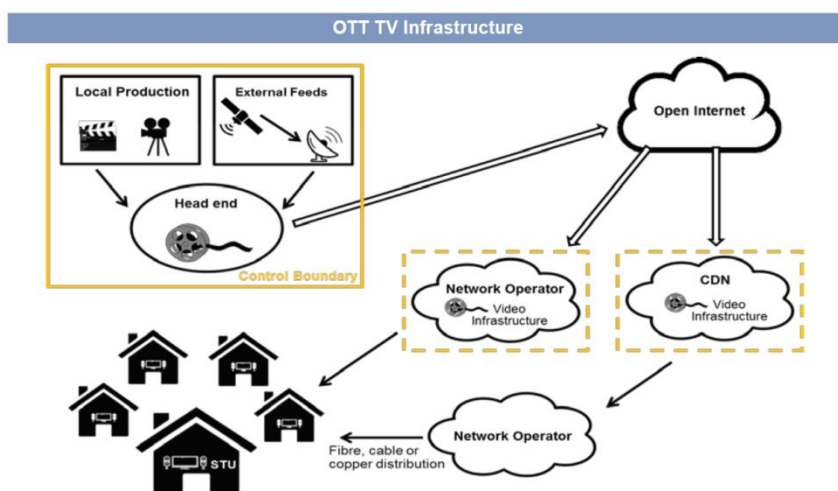 OTT TV Infrastructure
Local Production
External Feeds
Open Internet
Head end
Control Boundary
Network Operator
Video
Infrastructure
CDN
Video
Infrastructure
STU
Fibre, cable or
copper distribution
Network Operator